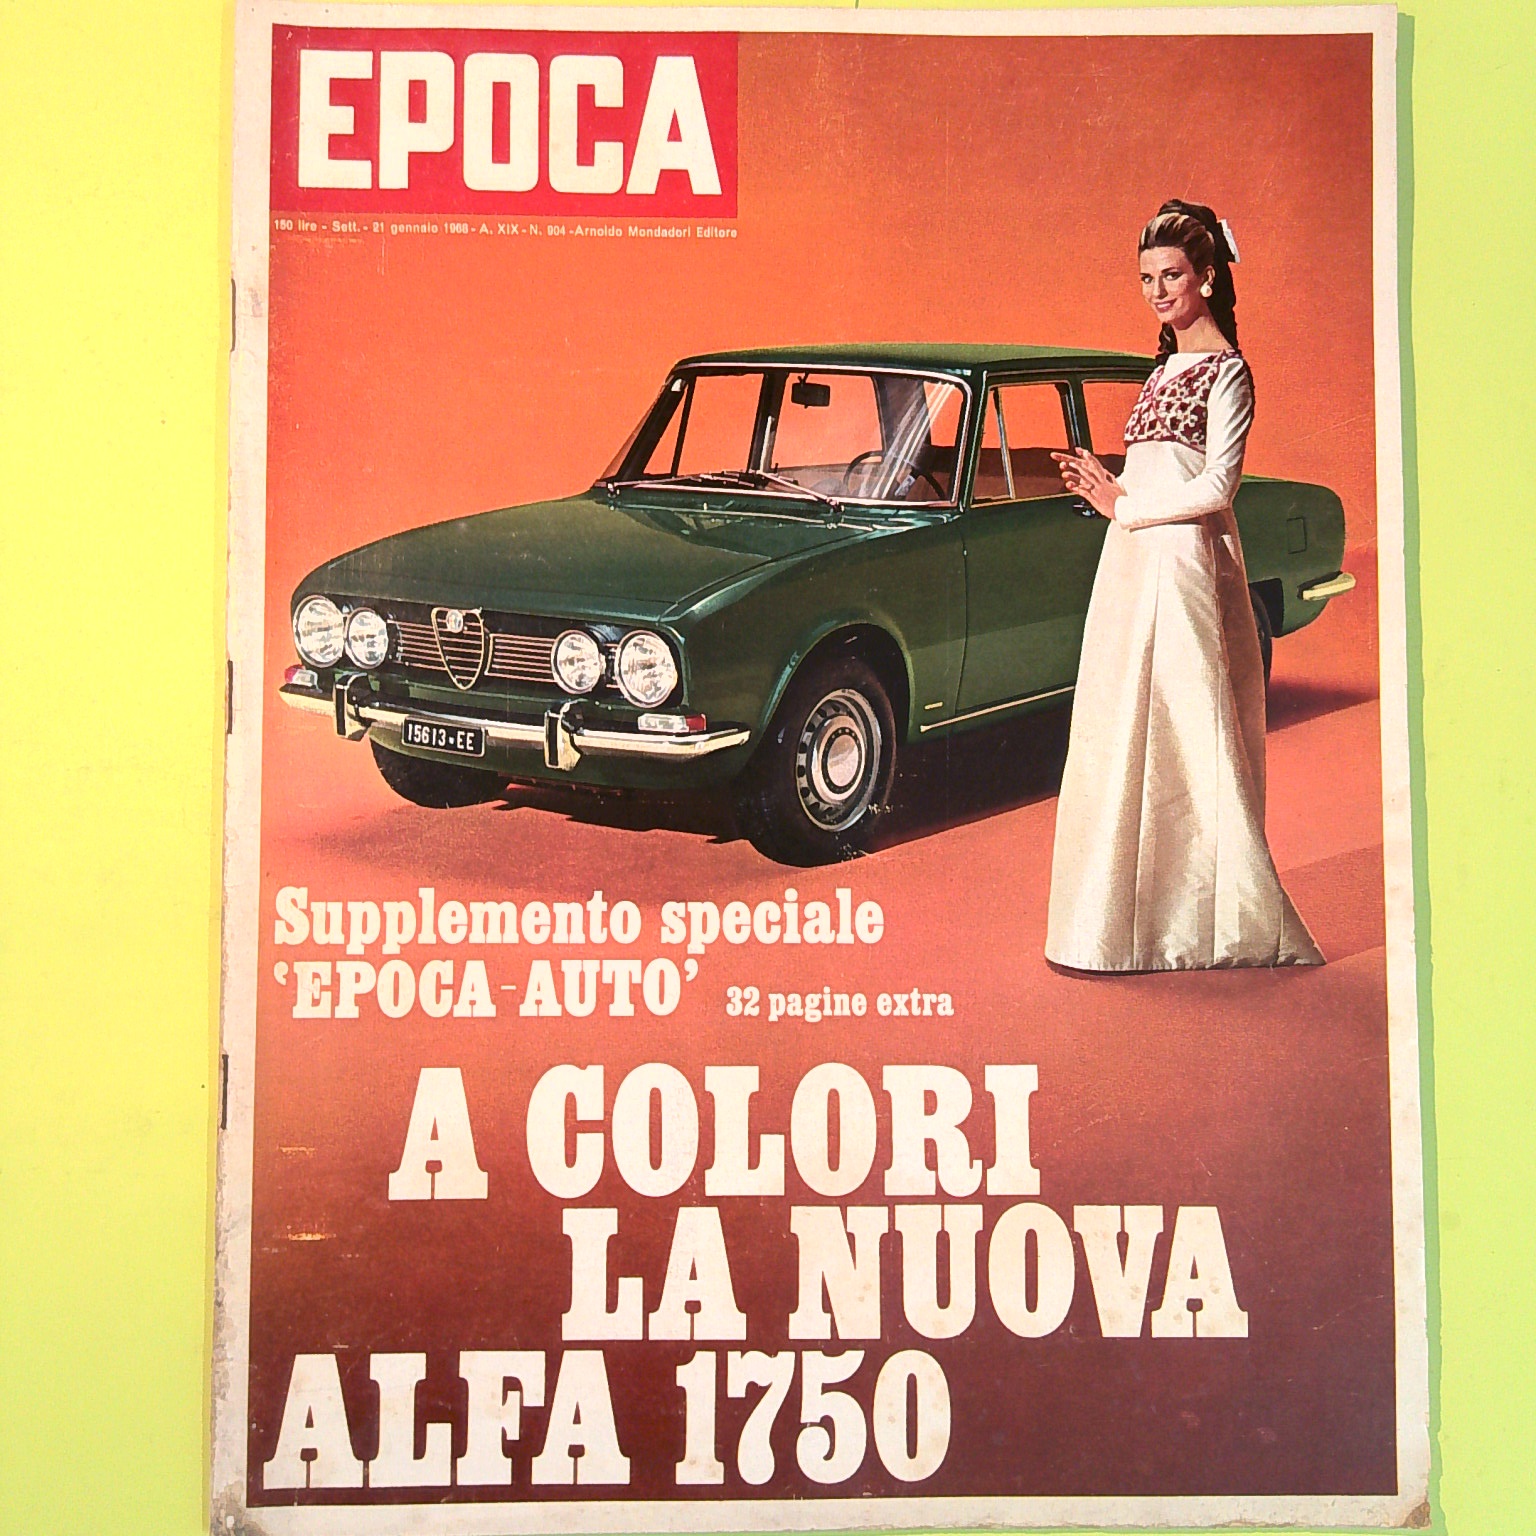 EPOCA
150 lire - Sett. - 21 gennaio 1968 - A. XIX - N. 904 - Arnoldo Mondadori Editore
15613·EE
Supplemento speciale
‘EPOCA-AUTO’ 32 pagine extra
A COLORI
LA NUOVA
ALFA 1750